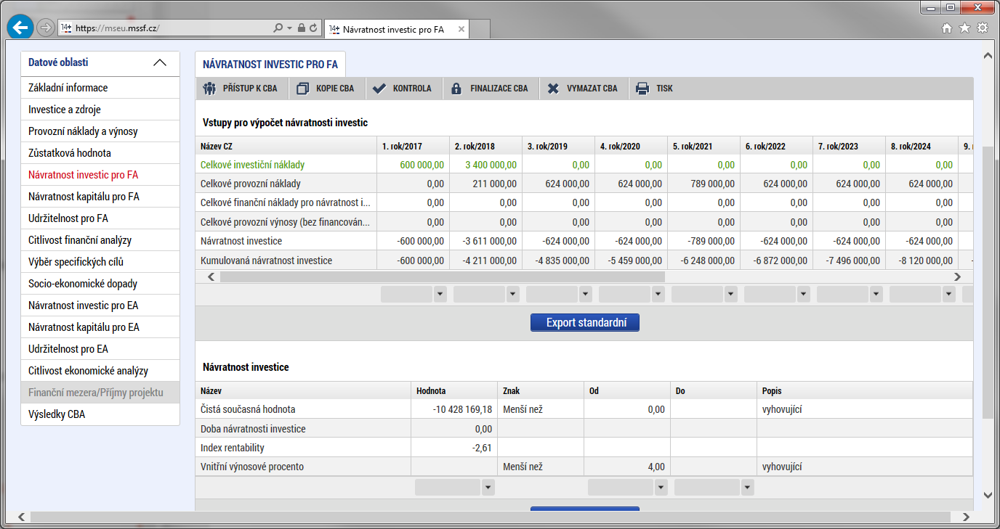 https://mseu.mssf.cz/
Návratnost investic pro FA
Datové oblasti
Základní informace
Investice a zdroje
Provozní náklady a výnosy
Zůstatková hodnota
Návratnost investic pro FA
Návratnost kapitálu pro FA
Udržitelnost pro FA
Citlivost finanční analýzy
Výběr specifických cílů
Socio-ekonomické dopady
Návratnost investic pro EA
Návratnost kapitálu pro EA
Udržitelnost pro EA
Citlivost ekonomické analýzy
Finanční mezera/Příjmy projektu
Výsledky CBA
NÁVRATNOST INVESTIC PRO FA
PŘÍSTUP K CBA KOPIE CBA KONTROLA FINALIZACE CBA VYMAZAT CBA TISK
Vstupy pro výpočet návratnosti investic
Název CZ 1. rok/2017 2. rok/2018 3. rok/2019 4. rok/2020 5. rok/2021 6. rok/2022 7. rok/2023 8. rok/2024 9.
Celkové investiční náklady 600 000,00 3 400 000,00 0,00 0,00 0,00 0,00 0,00 0,00
Celkové provozní náklady 0,00 211 000,00 624 000,00 624 000,00 789 000,00 624 000,00 624 000,00 624 000,00
Celkové finanční náklady pro návratnost i... 0,00 0,00 0,00 0,00 0,00 0,00 0,00 0,00
Celkové provozní výnosy (bez financován... 0,00 0,00 0,00 0,00 0,00 0,00 0,00 0,00
Návratnost investice -600 000,00 -3 611 000,00 -624 000,00 -624 000,00 -789 000,00 -624 000,00 -624 000,00 -624 000,00
Kumulovaná návratnost investice -600 000,00 -4 211 000,00 -4 835 000,00 -5 459 000,00 -6 248 000,00 -6 872 000,00 -7 496 000,00 -8 120 000,00 -
Export standardní
Návratnost investice
Název Hodnota Znak Od Do Popis
Čistá současná hodnota -10 428 169,18 Menší než 0,00 vyhovující
Doba návratnosti investice 0,00
Index rentability -2,61
Vnitřní výnosové procento Menší než 4,00 vyhovující